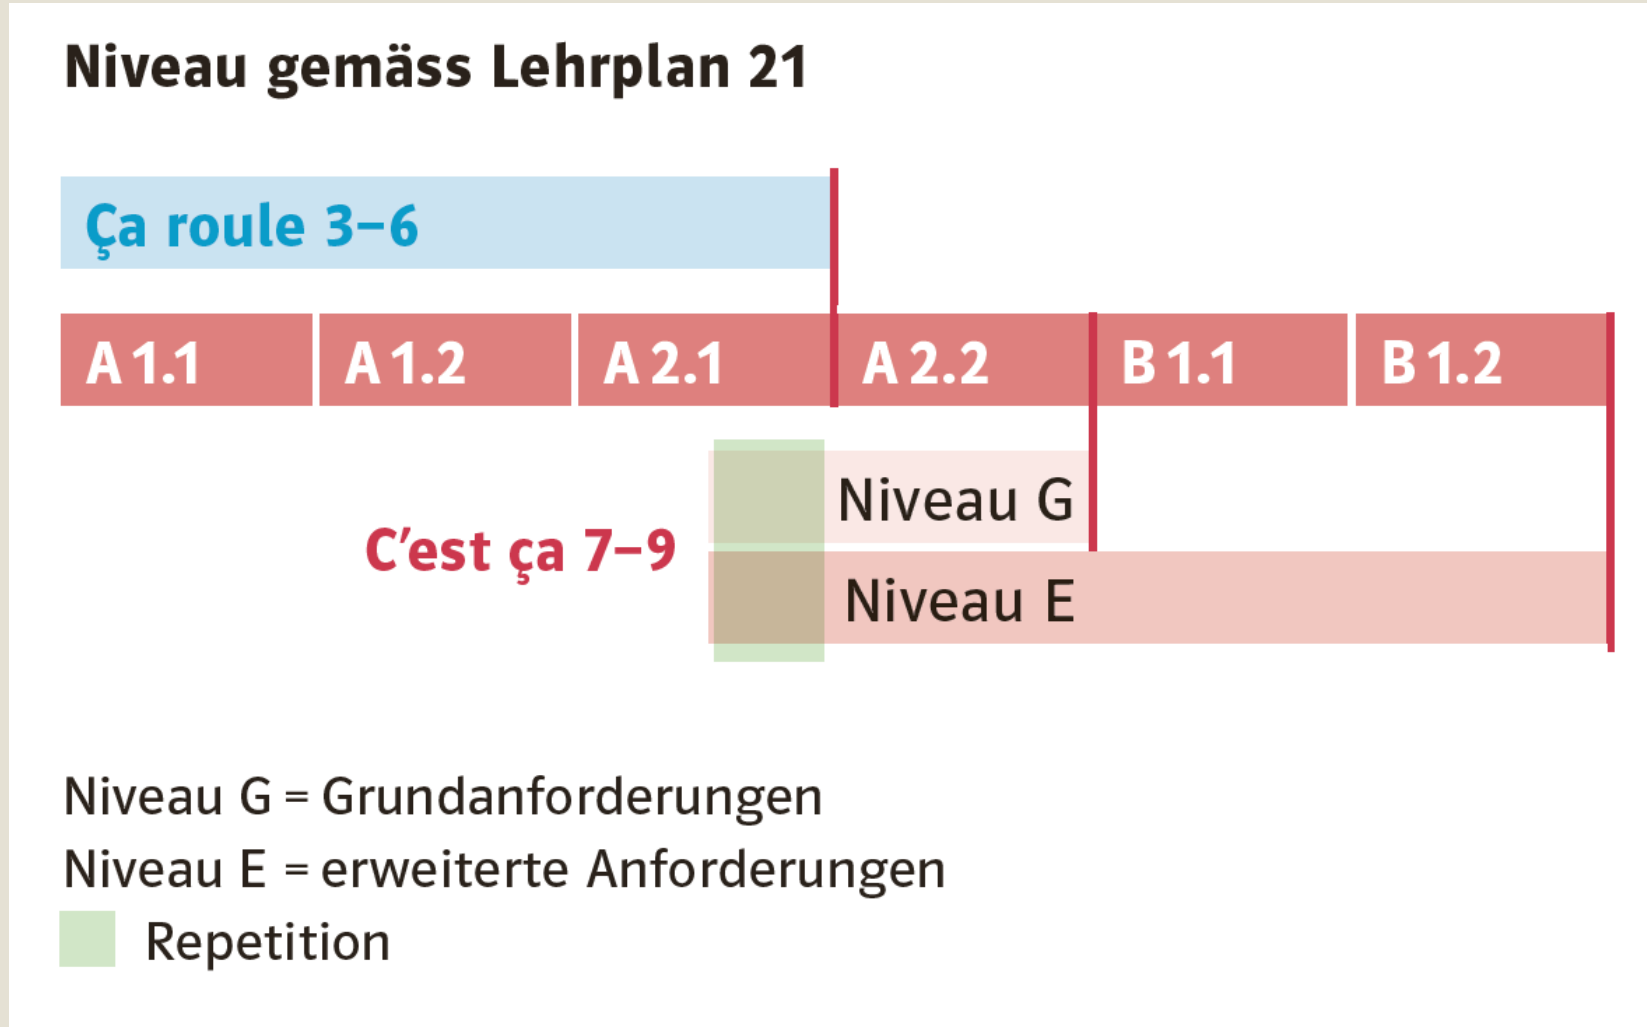 Niveau gemäss Lehrplan 21
Ça roule 3–6
A 1.1 A 1.2 A 2.1 A 2.2 B 1.1 B 1.2
Niveau G
C’est ça 7–9
Niveau E
Niveau G = Grundanforderungen
Niveau E = erweiterte Anforderungen
Repetition